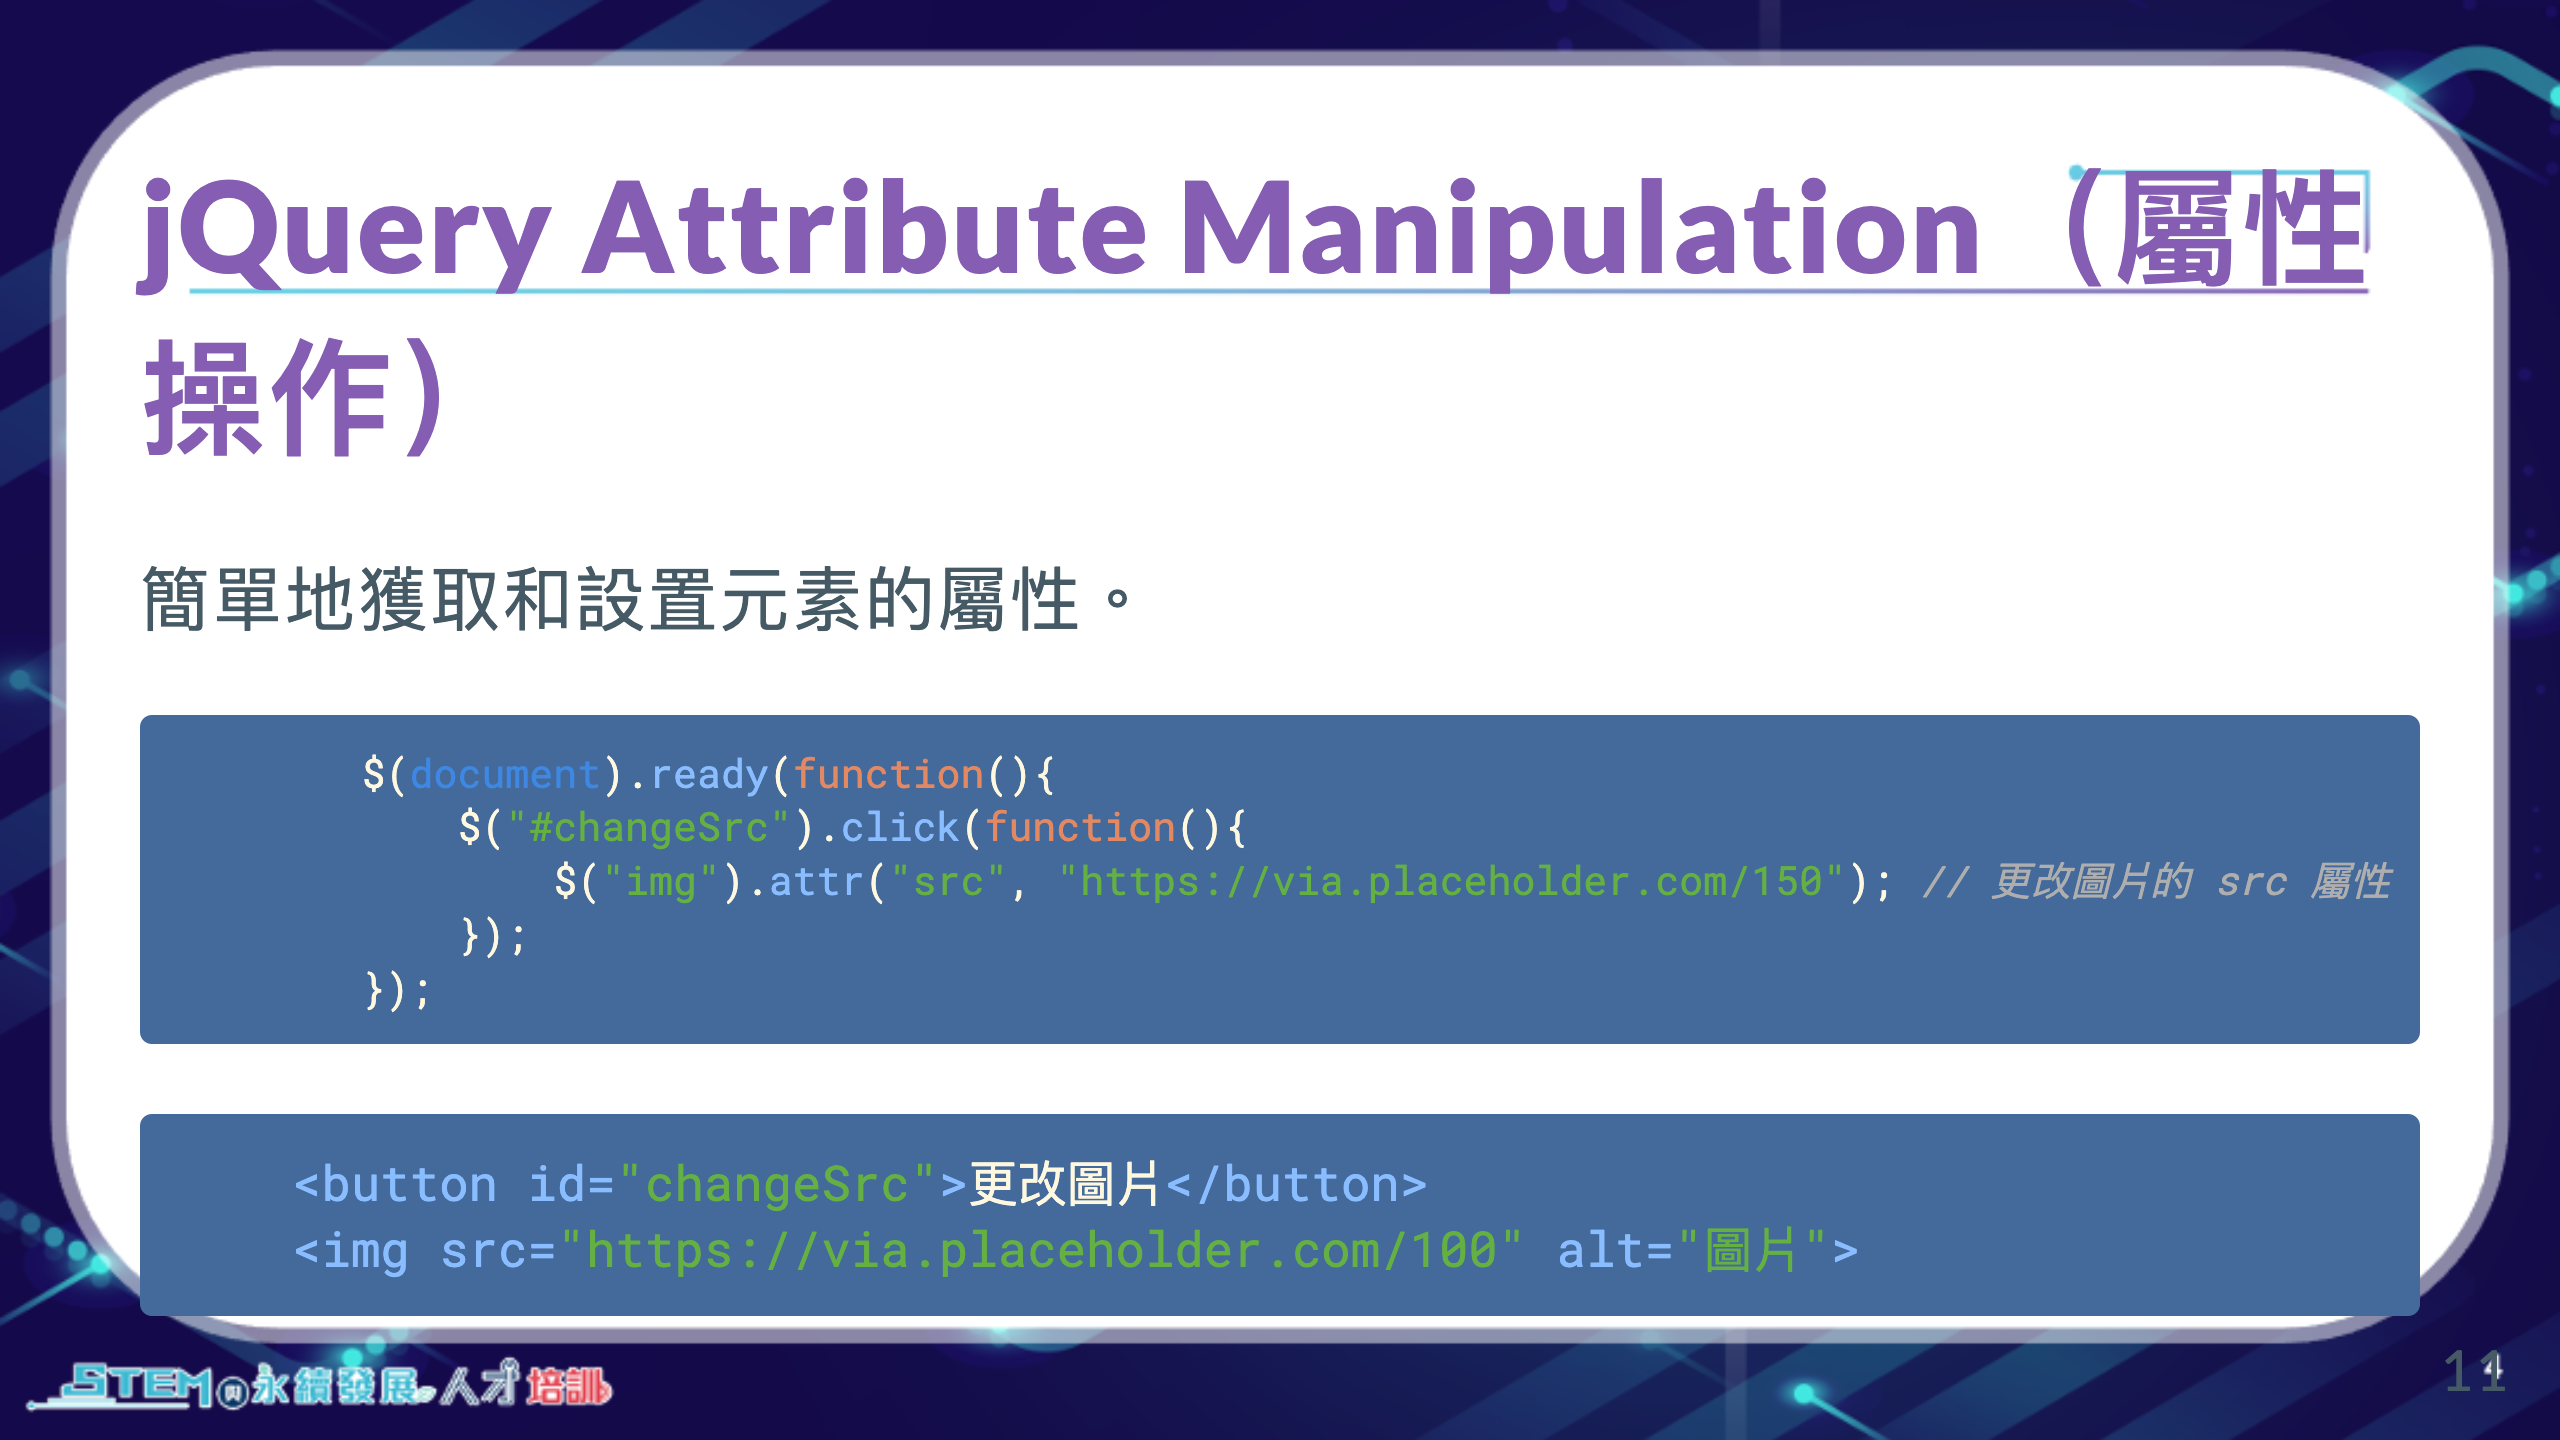 jQuery Attribute Manipulation（屬性
操作）
簡單地獲取和設置元素的屬性。
$(document).ready(function(){
$("#changeSrc").click(function(){
$("img").attr("src", "https://via.placeholder.com/150"); // 更改圖片的 src 屬性
});
});
<button id="changeSrc">更改圖片</button>
<img src="https://via.placeholder.com/100" alt="圖片">
STEM與永續發展人才培訓
11